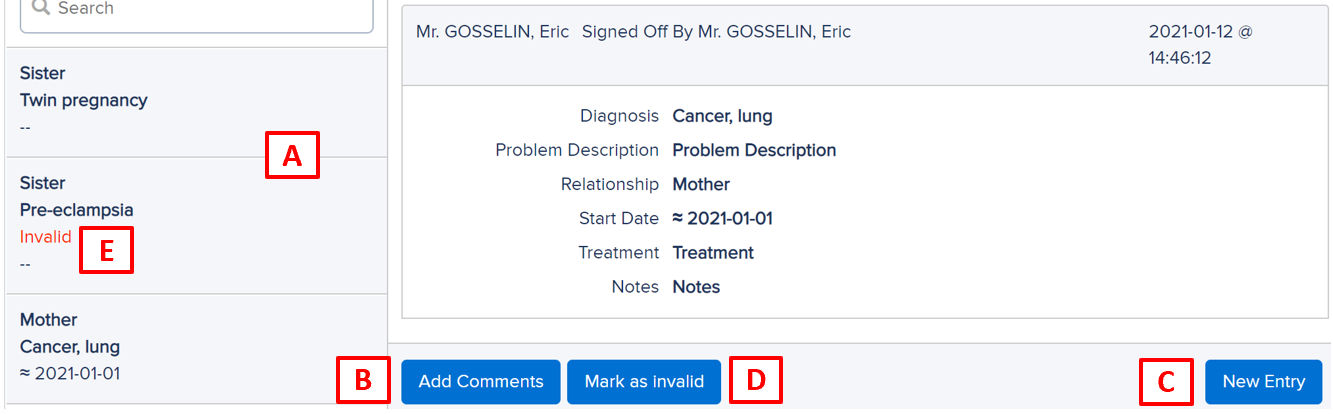 Search
Sister
Twin pregnancy
--
A
Sister
Pre-eclampsia
Invalid
E
--
Mother
Cancer, lung
≈ 2021-01-01
Mr. GOSSELIN, Eric Signed Off By Mr. GOSSELIN, Eric
2021-01-12 @
14:46:12
Diagnosis Cancer, lung
Problem Description Problem Description
Relationship Mother
Start Date ≈ 2021-01-01
Treatment Treatment
Notes Notes
B Add Comments Mark as invalid D C New Entry